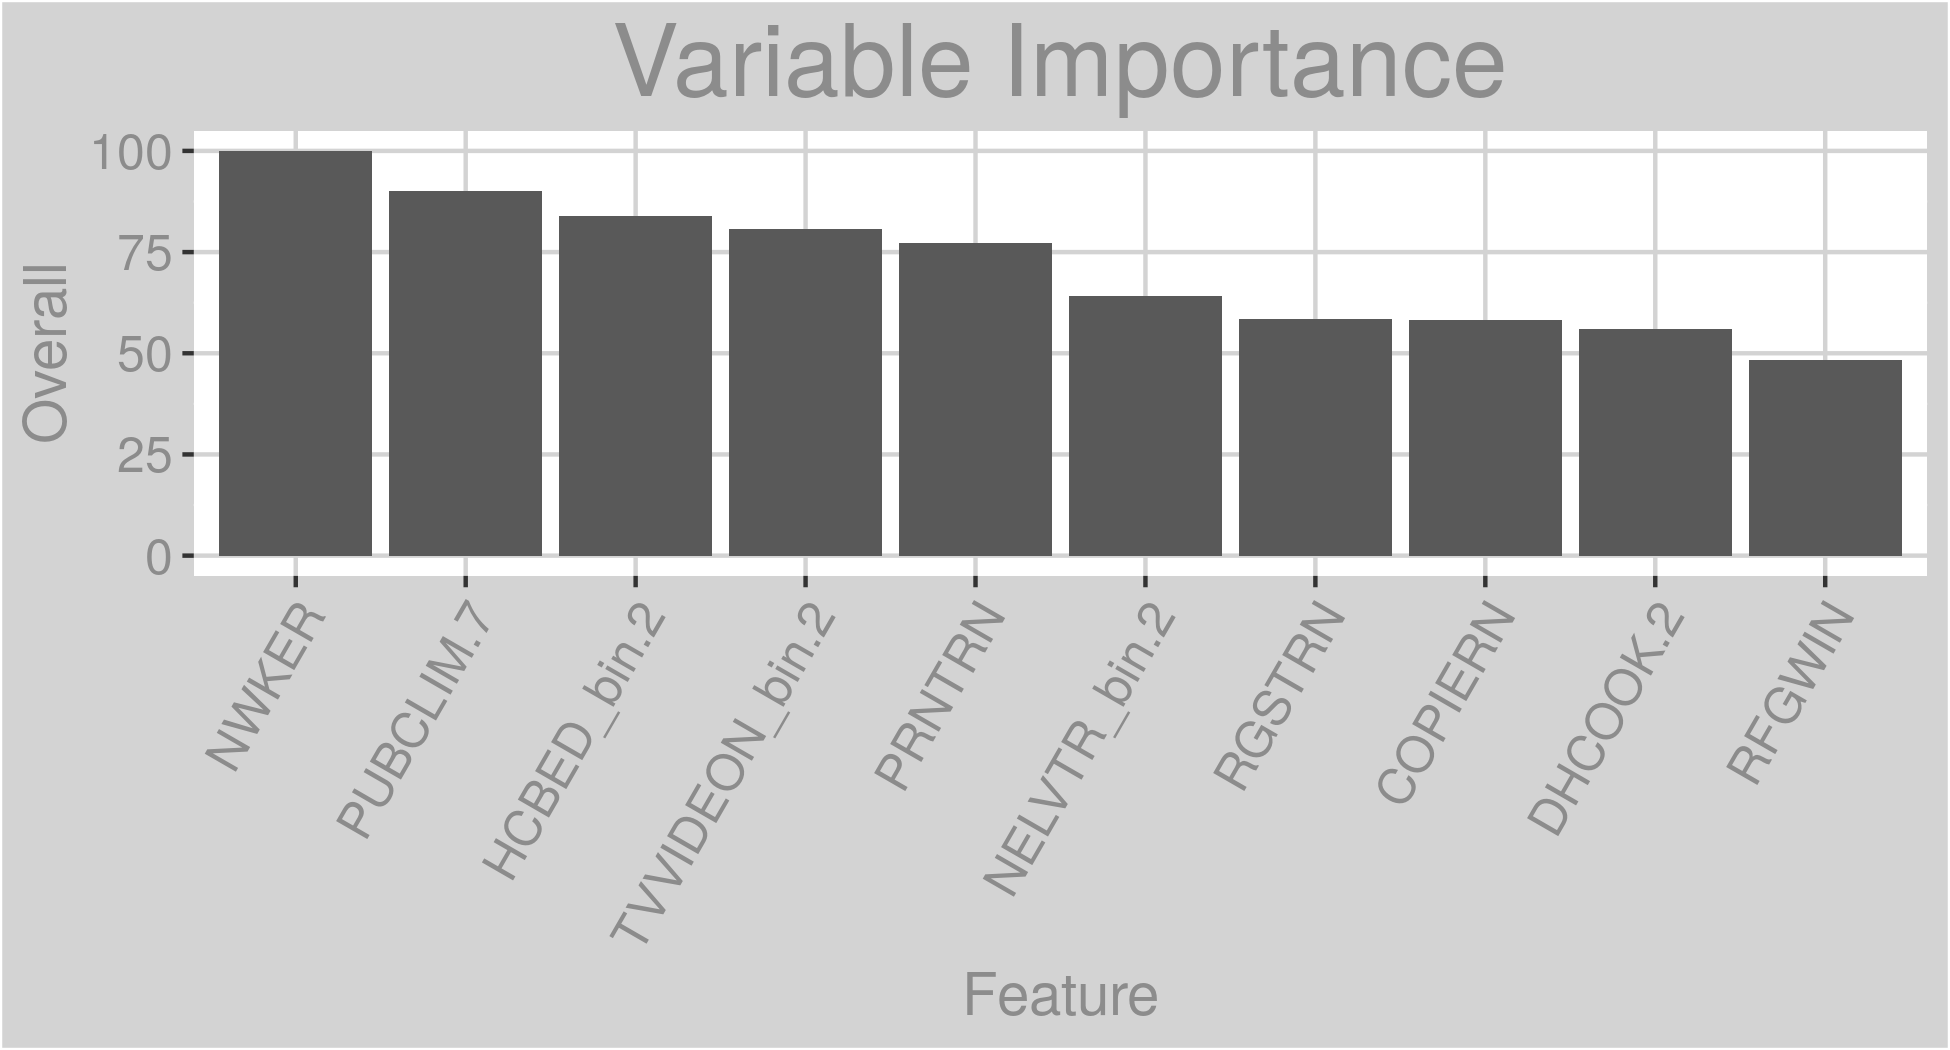 Variable Importance
Overall
100
75
50
25
0
NWKER
PUBCLIM.7
HCBED_bin.2
TVVIDEON_bin.2
PRNTRN
NELVTR_bin.2
RGSTRN
COPIERN
DHCOOK.2
RFGWIN
Feature